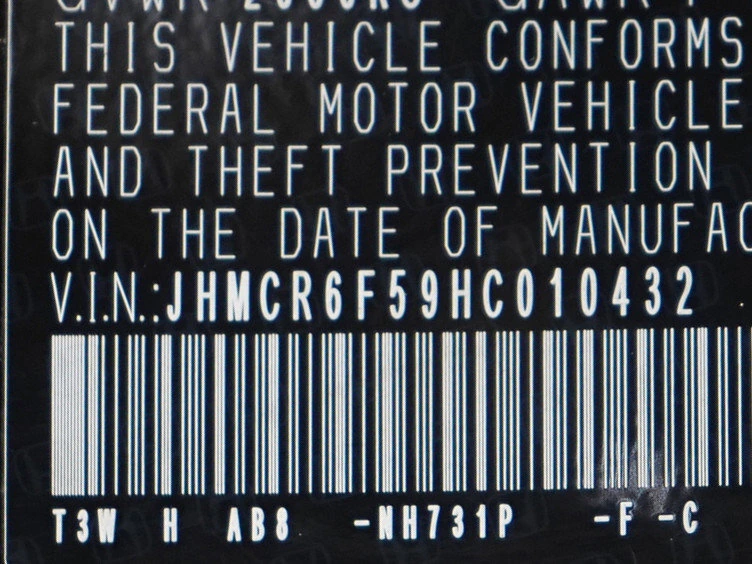 THIS VEHICLE CONFORMS
FEDERAL MOTOR VEHICLE
AND THEFT PREVENTION
ON THE DATE OF MANUFAC
V.I.N.:JHMCR6F59HC010432
T3W H AB8 -NH731P -F -C